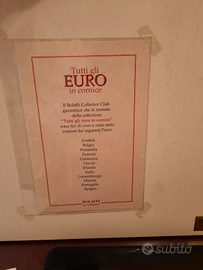 Tutti gli
EURO
in cornice
Il Bolaffi Collector Club
garantisce che le monete
della collezione
"Tutti gli euro in cornice"
sono fior di conio e sono state
emesse dai seguenti Paesi:
Austria
Belgio
Finlandia
Francia
Germania
Grecia
Irlanda
Italia
Lussemburgo
Olanda
Portogallo
Spagna
BOLAFFI
subito